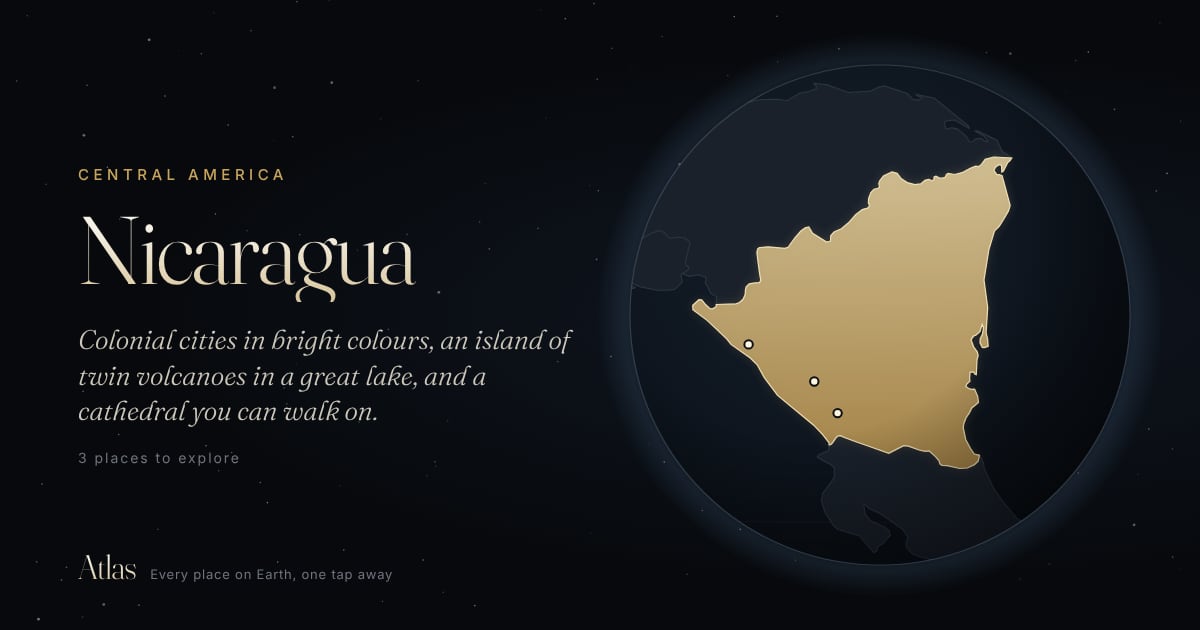 CENTRAL AMERICA
Nicaragua
Colonial cities in bright colours, an island of
twin volcanoes in a great lake, and a
cathedral you can walk on.
3 places to explore
Atlas Every place on Earth, one tap away